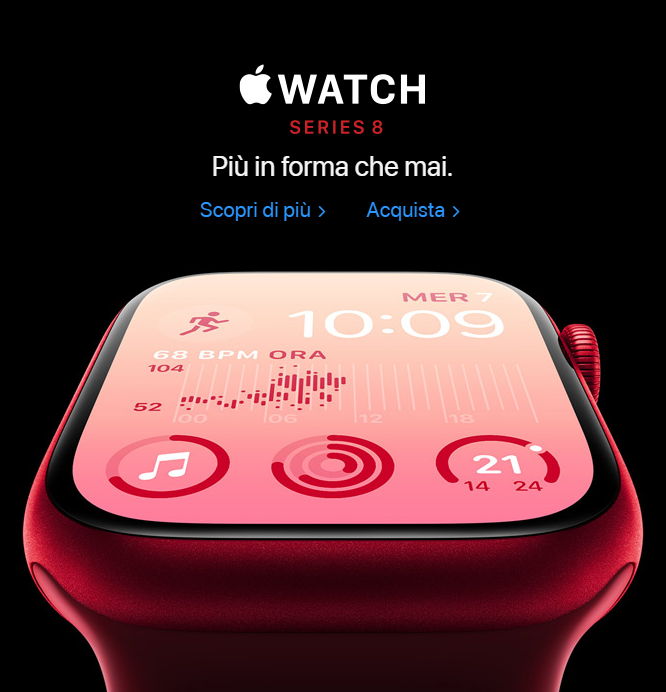 WATCH
SERIES 8
Più in forma che mai.
Scopri di più > Acquista >
MER 7
10:09
68 BPM ORA
104
52
00 06 12 18
21
14 24